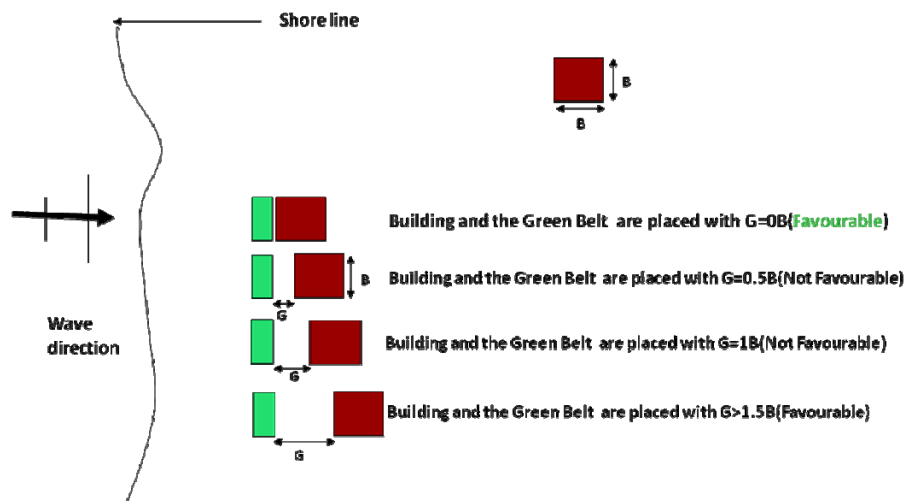 Shore line
B
B
Building and the Green Belt are placed with G=0B(Favourable)
B
Building and the Green Belt are placed with G=0.5B(Not Favourable)
G
Wave
direction
Building and the Green Belt are placed with G=1B(Not Favourable)
G
Building and the Green Belt are placed with G>1.5B(Favourable)
G